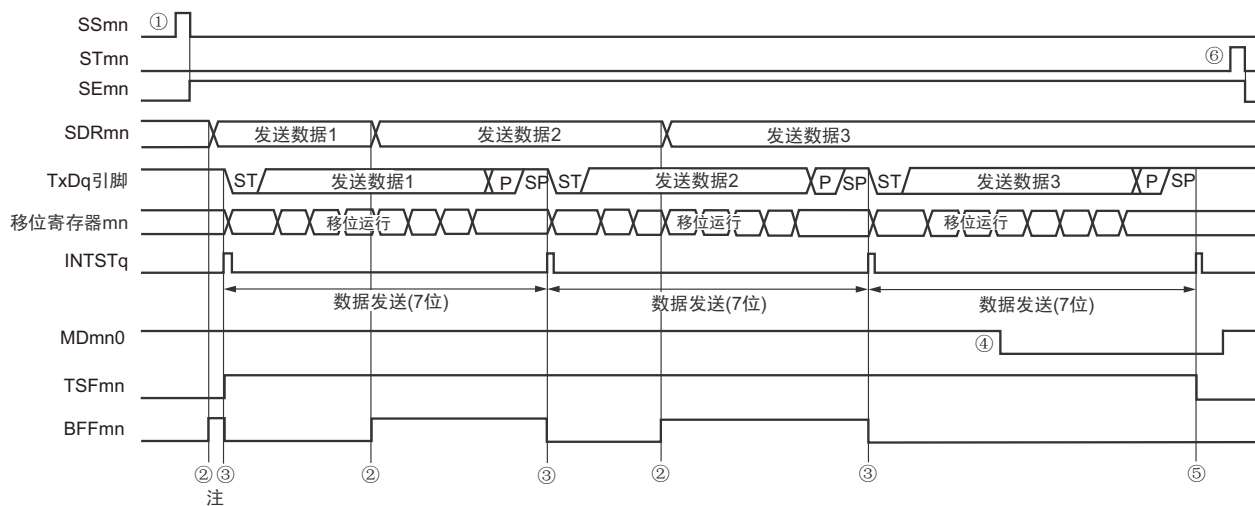 SSmn ①
STmn ⑥
SEmn
SDRmn 发送数据1 发送数据2 发送数据3
TxDq引脚 ST 发送数据1 P SP ST 发送数据2 P SP ST 发送数据3 P SP
移位寄存器mn 移位运行 移位运行 移位运行
INTSTq
数据发送(7位) 数据发送(7位) 数据发送(7位)
MDmn0 ④
TSFmn
BFFmn
② ③ ② ③ ② ③ ⑤
注